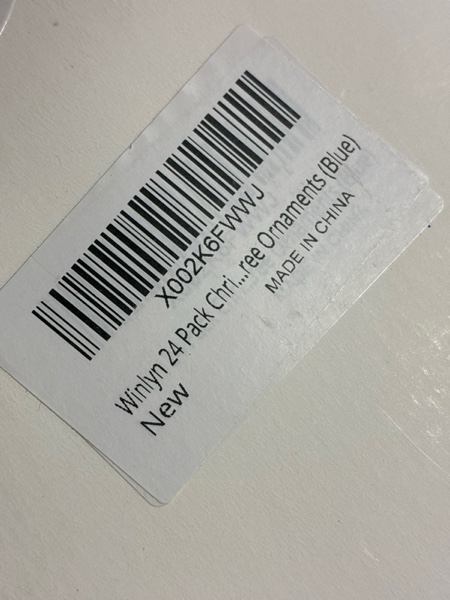 X002K6FWWJ
Winlyn 24 Pack Chri...ree Ornaments (Blue)
New
MADE IN CHINA